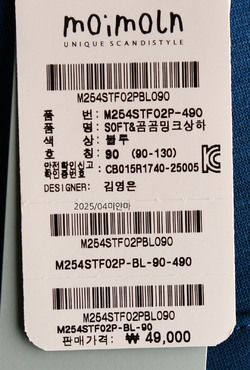 moimoln
UNIQUE SCANDISTYLE
M254STF02PBL090
품 번: M254STF02P-490
품 명: SOFT&곰곰밍크상하
색 상: 블루
호 칭: 90 (90-130)
안전확인신고
확인증번호: CB015R1740-25005
DESIGNER: 김영은
2025/04미얀마
M254STF02PBL090
M254STF02P-BL-90-490
M254STF02PBL090
M254STF02P-BL-90
판매가격: ₩ 49,000